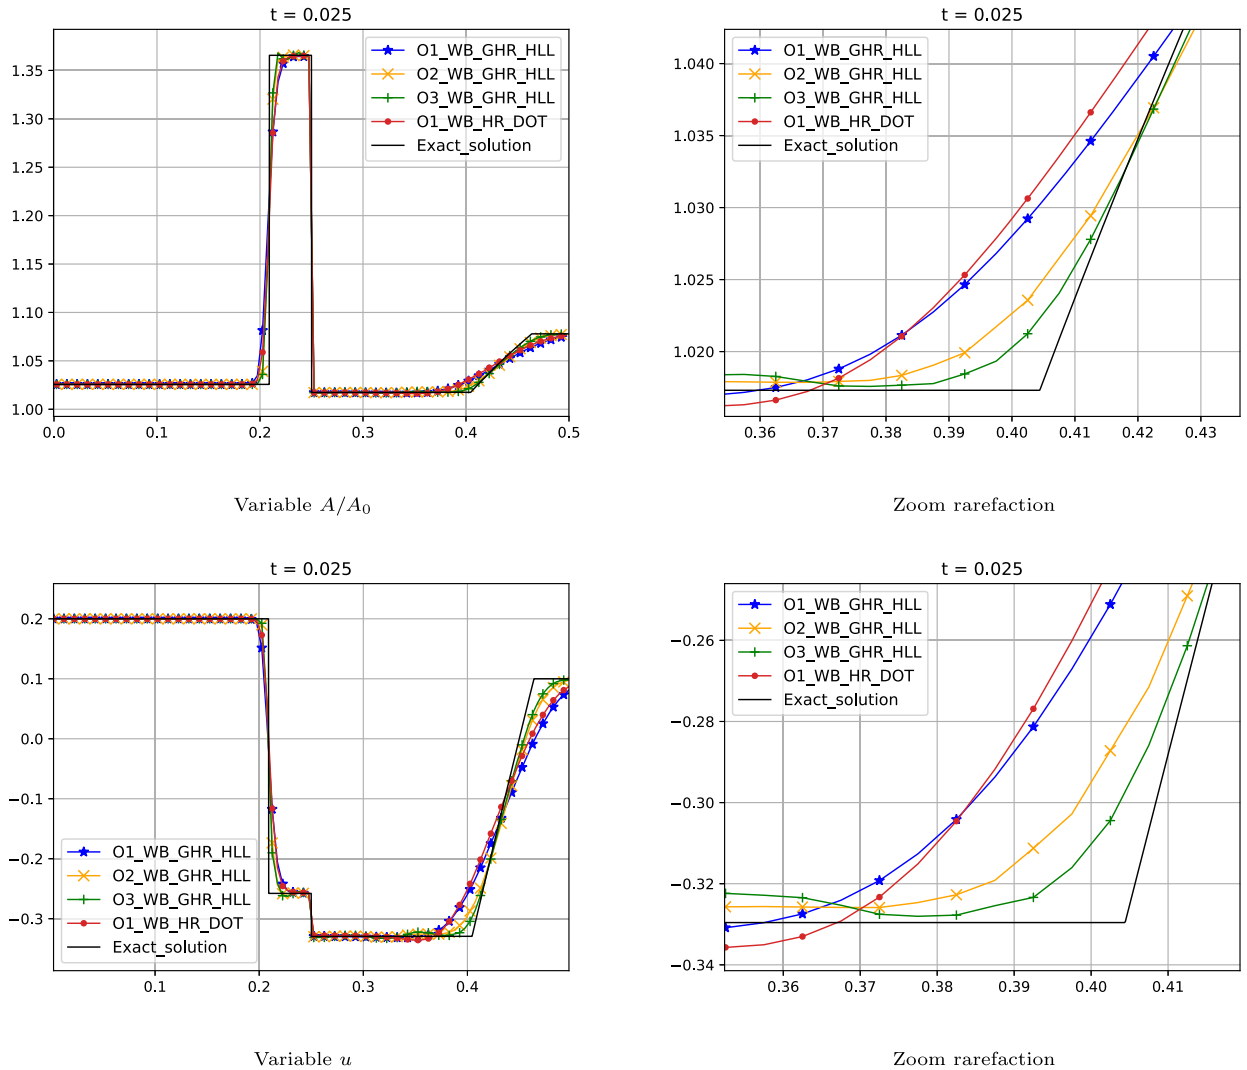 t = 0.025
O1_WB_GHR_HLL
O2_WB_GHR_HLL
O3_WB_GHR_HLL
O1_WB_HR_DOT
Exact_solution
1.35
1.30
1.25
1.20
1.15
1.10
1.05
1.00
0.0 0.1 0.2 0.3 0.4 0.5
Variable A/A₀
t = 0.025
O1_WB_GHR_HLL
O2_WB_GHR_HLL
O3_WB_GHR_HLL
O1_WB_HR_DOT
Exact_solution
1.040
1.035
1.030
1.025
1.020
0.36 0.37 0.38 0.39 0.40 0.41 0.42 0.43
Zoom rarefaction
t = 0.025
0.2
0.1
0.0
−0.1
−0.2
−0.3
O1_WB_GHR_HLL
O2_WB_GHR_HLL
O3_WB_GHR_HLL
O1_WB_HR_DOT
Exact_solution
0.1 0.2 0.3 0.4
Variable u
t = 0.025
O1_WB_GHR_HLL
O2_WB_GHR_HLL
O3_WB_GHR_HLL
O1_WB_HR_DOT
Exact_solution
−0.26
−0.28
−0.30
−0.32
−0.34
0.36 0.37 0.38 0.39 0.40 0.41
Zoom rarefaction